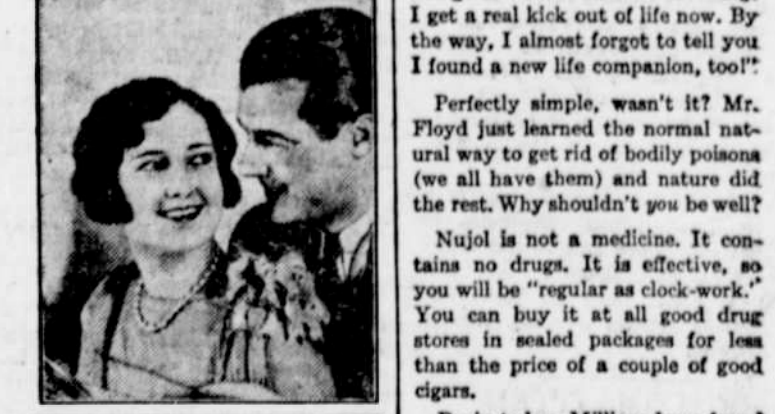 I get a real kick out of life now. By
the way, I almost forgot to tell you
I found a new life companion, too!"
Perfectly simple, wasn't it? Mr.
Floyd just learned the normal nat-
ural way to get rid of bodily poisons
(we all have them) and nature did
the rest. Why shouldn't you be well?
Nujol is not a medicine. It con-
tains no drugs. It is effective, so
you will be "regular as clock-work."
You can buy it at all good drug
stores in sealed packages for less
than the price of a couple of good
cigars.